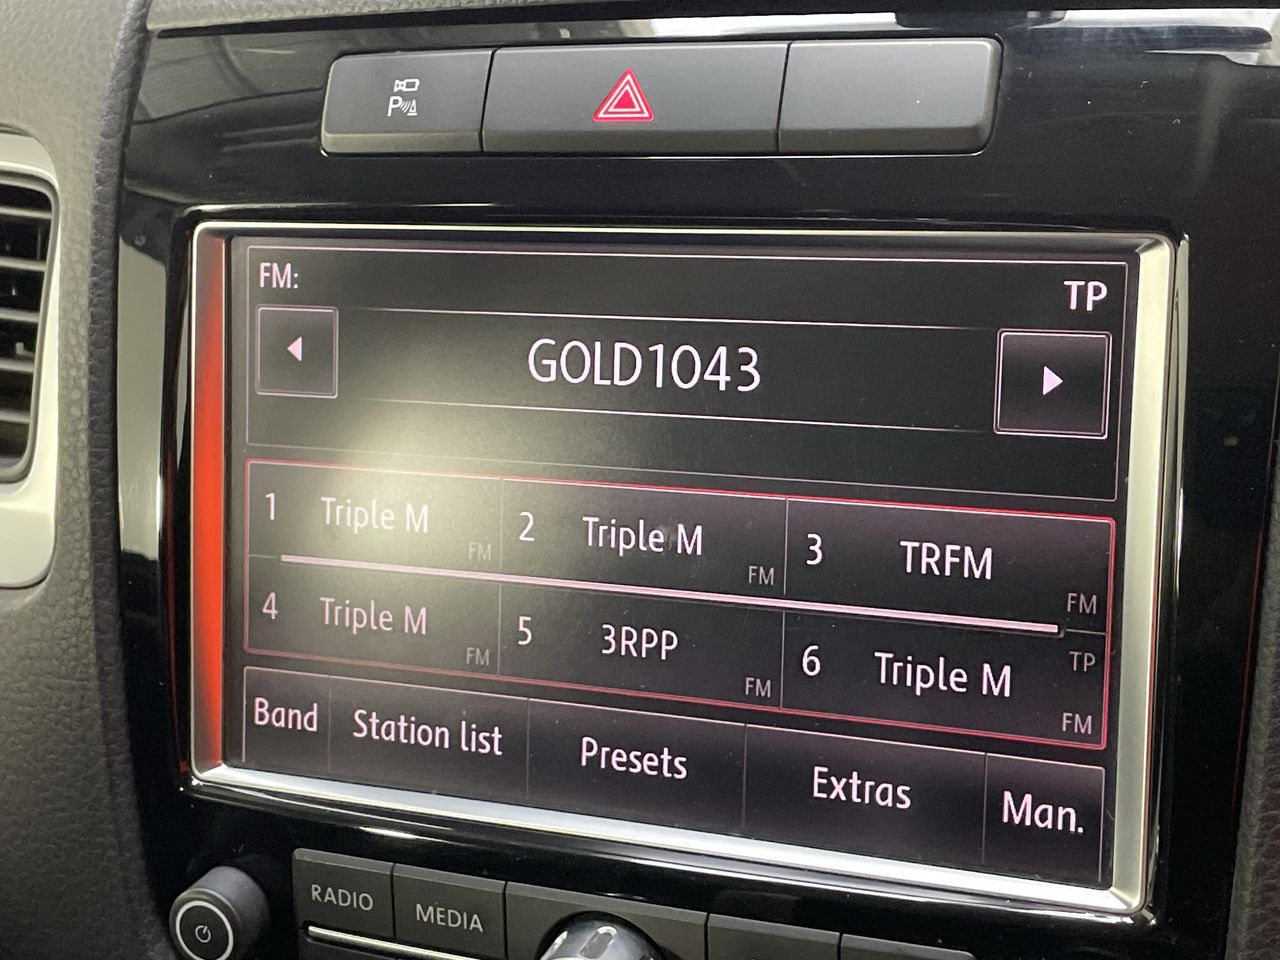 P
FM:
TP
GOLD1043
1 Triple M FM
2 Triple M FM
3 TRFM FM
4 Triple M FM
5 3RPP FM
6 Triple M TP FM
Band Station list Presets Extras Man.
RADIO MEDIA